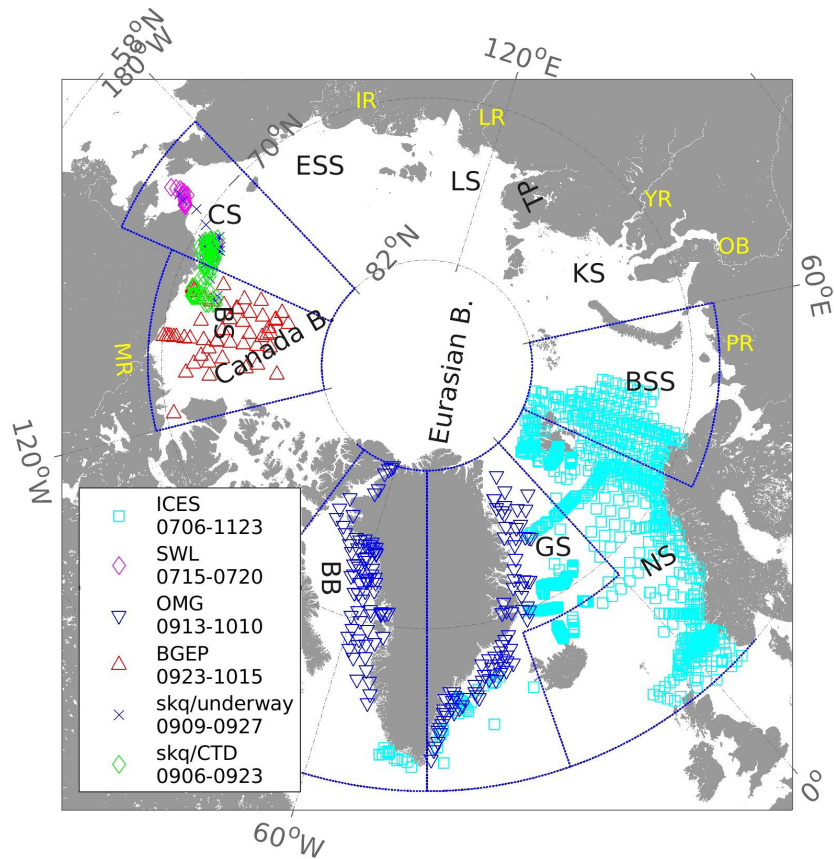 58°N
180°W
120°E
IR
LR
70°N
ESS
LS
TP
YR
CS
OB
82°N
KS
60°E
BS
Canada B.
Eurasian B.
PR
MR
BSS
120°W
ICES
0706-1123
SWL
0715-0720
OMG
0913-1010
BGEP
0923-1015
skq/underway
0909-0927
skq/CTD
0906-0923
BB
GS
NS
0°
60°W